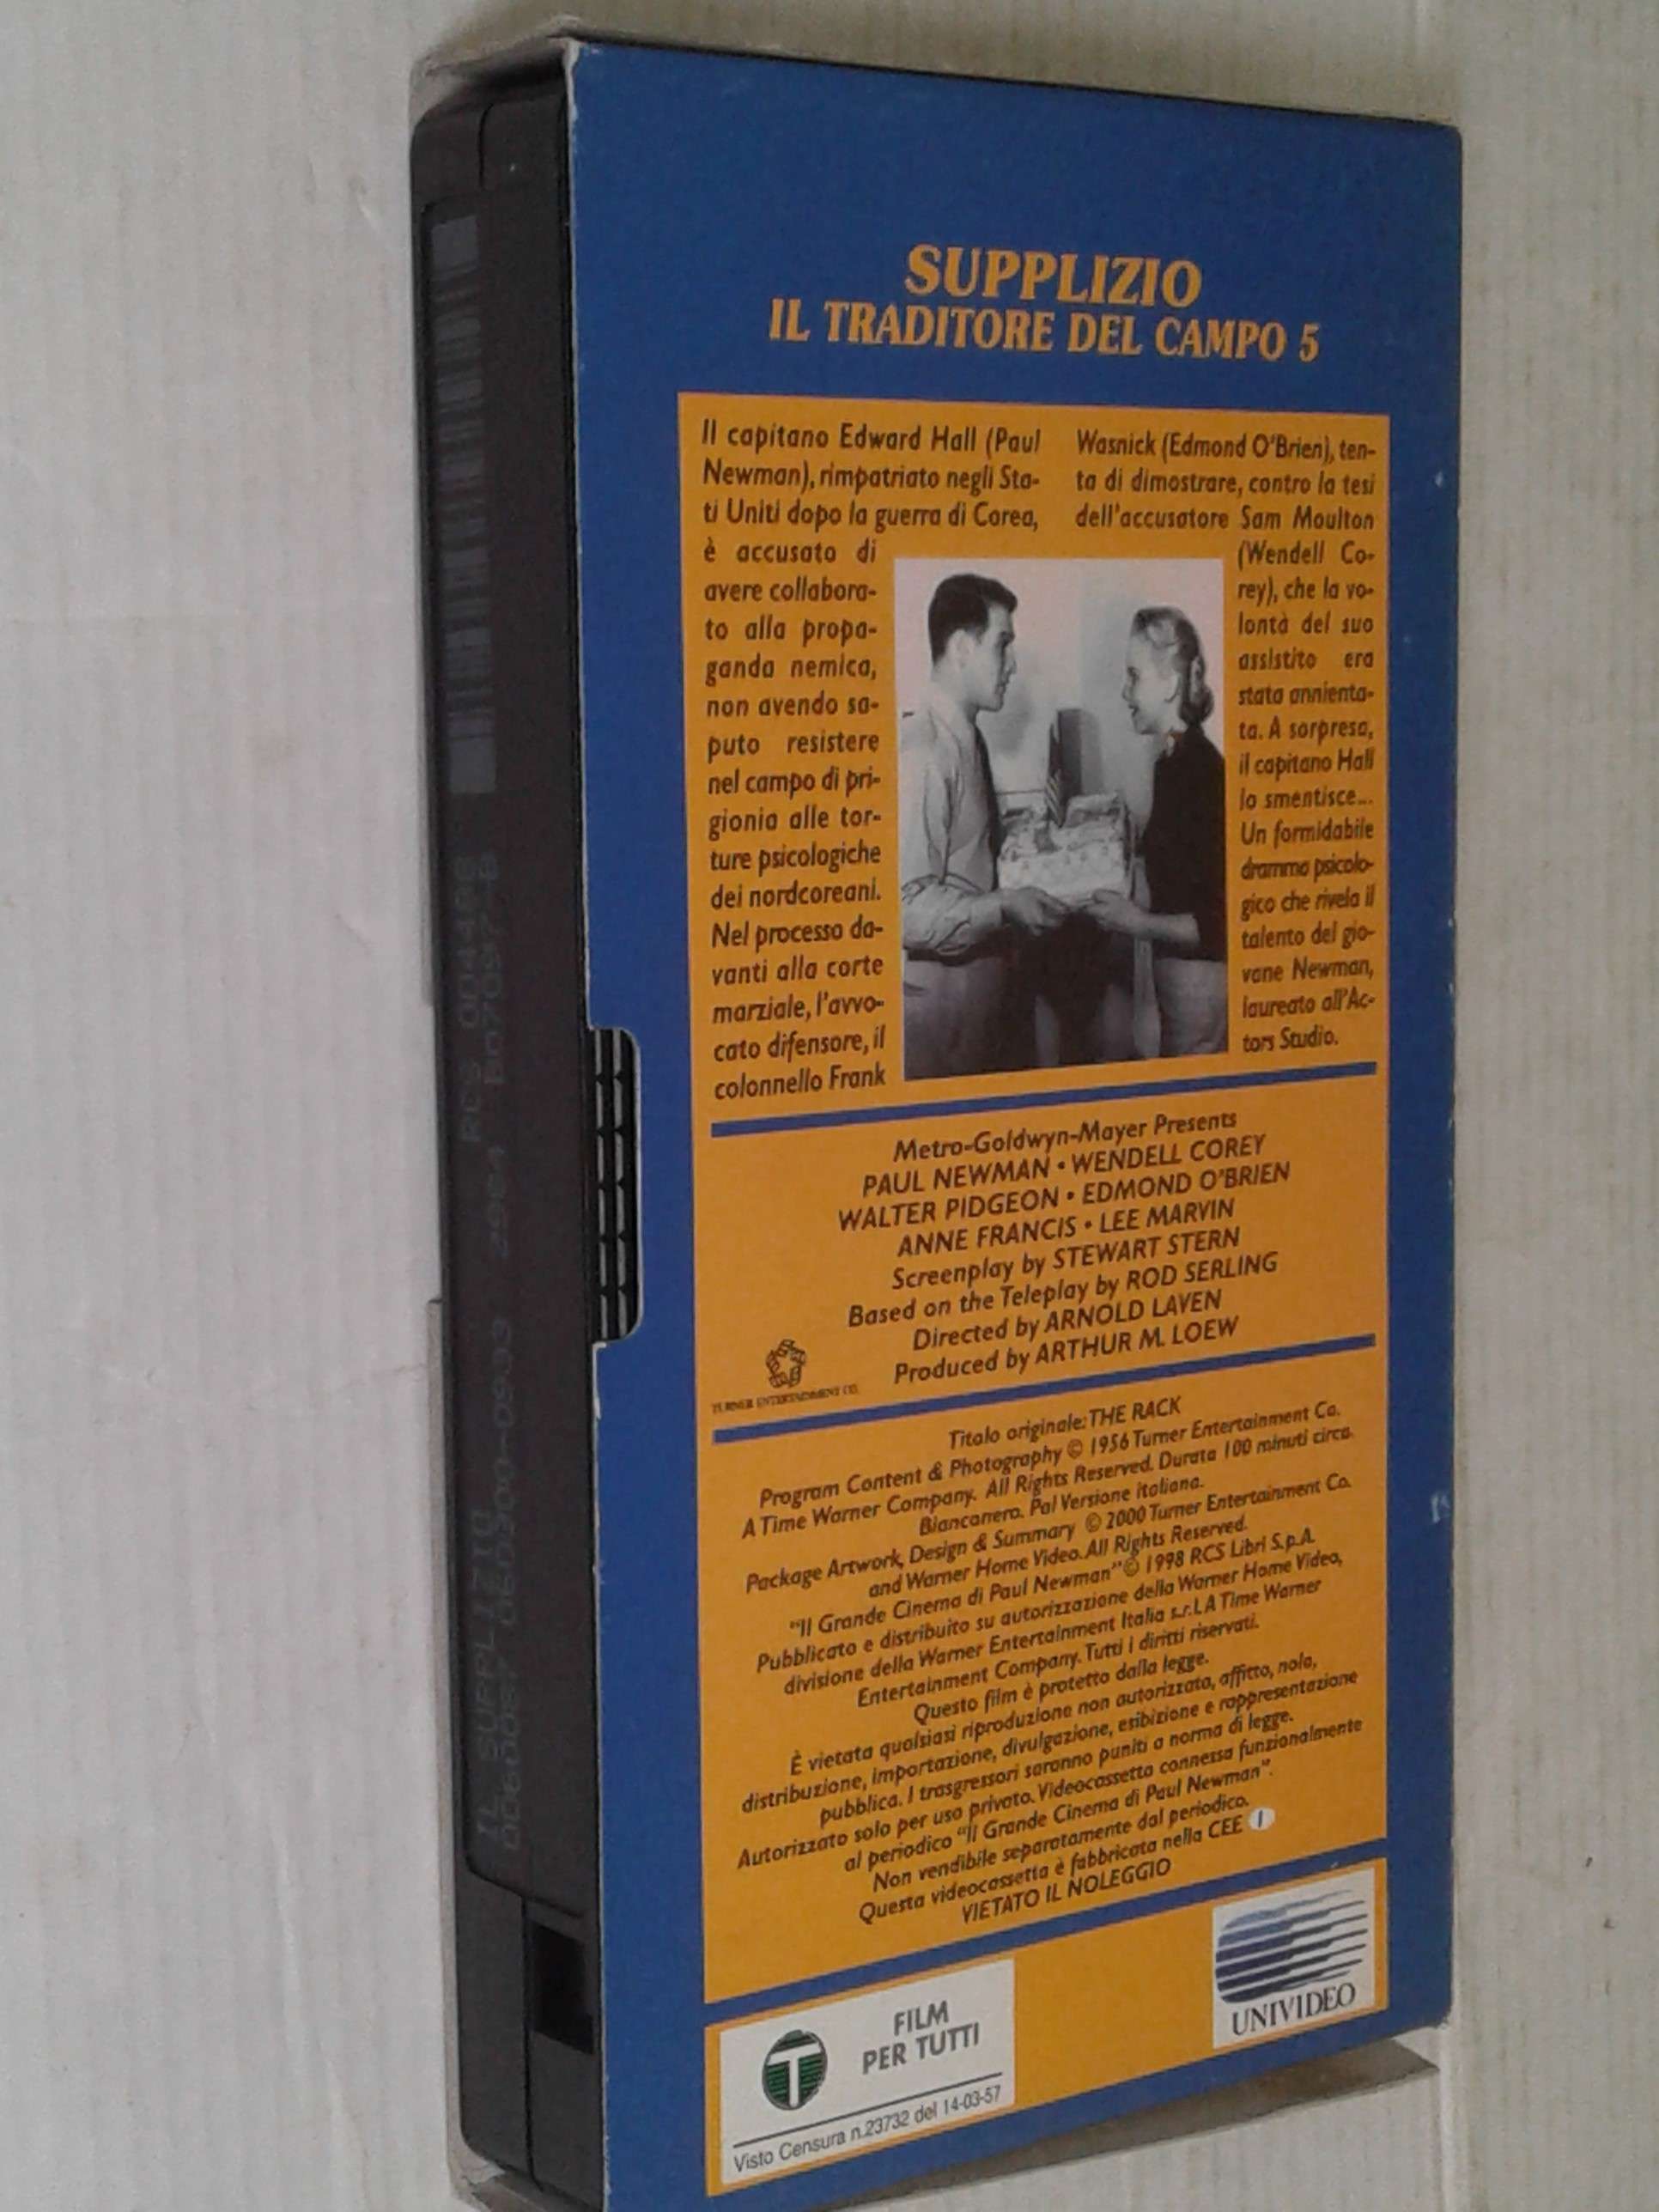 SUPPLIZIO
IL TRADITORE DEL CAMPO 5
Il capitano Edward Hall (Paul
Newman), rimpatriato negli Sta-
ti Uniti dopo la guerra di Corea,
è accusato di
avere collabora-
to alla propa-
ganda nemica,
non avendo sa-
puto resistere
nel campo di pri-
gionia alle tor-
ture psicologiche
dei nordcoreani.
Nel processo da-
vanti alla corte
marziale, l'avvo-
cato difensore, il
colonnello Frank
Wasnick (Edmond O'Brien), ten-
ta di dimostrare, contro la tesi
dell'accusatore Sam Moulton
(Wendell Co-
rey), che la vo-
lontà del suo
assistito era
stata annienta-
ta. A sorpresa,
il capitano Hall
lo smentisce...
Un formidabile
dramma psicolo-
gico che rivela il
talento del gio-
vane Newman,
laureato all'Ac-
tors Studio.
Metro-Goldwyn-Mayer Presents
PAUL NEWMAN • WENDELL COREY
WALTER PIDGEON • EDMOND O'BRIEN
ANNE FRANCIS • LEE MARVIN
Screenplay by STEWART STERN
Based on the Teleplay by ROD SERLING
Directed by ARNOLD LAVEN
Produced by ARTHUR M. LOEW
TURNER ENTERTAINMENT CO.
Titolo originale: THE RACK
Program Content & Photography © 1956 Turner Entertainment Co.
A Time Warner Company. All Rights Reserved. Durata 100 minuti circa.
Biancanero. Pal Versione italiana.
Package Artwork, Design & Summary © 2000 Turner Entertainment Co.
and Warner Home Video. All Rights Reserved.
"Il Grande Cinema di Paul Newman" © 1998 RCS Libri S.p.A.
Pubblicato e distribuito su autorizzazione della Warner Home Video,
divisione della Warner Entertainment Italia s.r.l. A Time Warner
Entertainment Company. Tutti i diritti riservati.
Questo film è protetto dalla legge.
È vietata qualsiasi riproduzione non autorizzata, affitto, nolo,
distribuzione, importazione, divulgazione, esibizione e rappresentazione
pubblica. I trasgressori saranno puniti a norma di legge.
Autorizzato solo per uso privato. Videocassetta connessa funzionalmente
al periodico "Il Grande Cinema di Paul Newman".
Non vendibile separatamente dal periodico.
Questa videocassetta è fabbricata nella CEE I
VIETATO IL NOLEGGIO
T
FILM
PER TUTTI
Visto Censura n.23732 del 14-03-57
UNIVIDEO
IL SUPPLIZIO